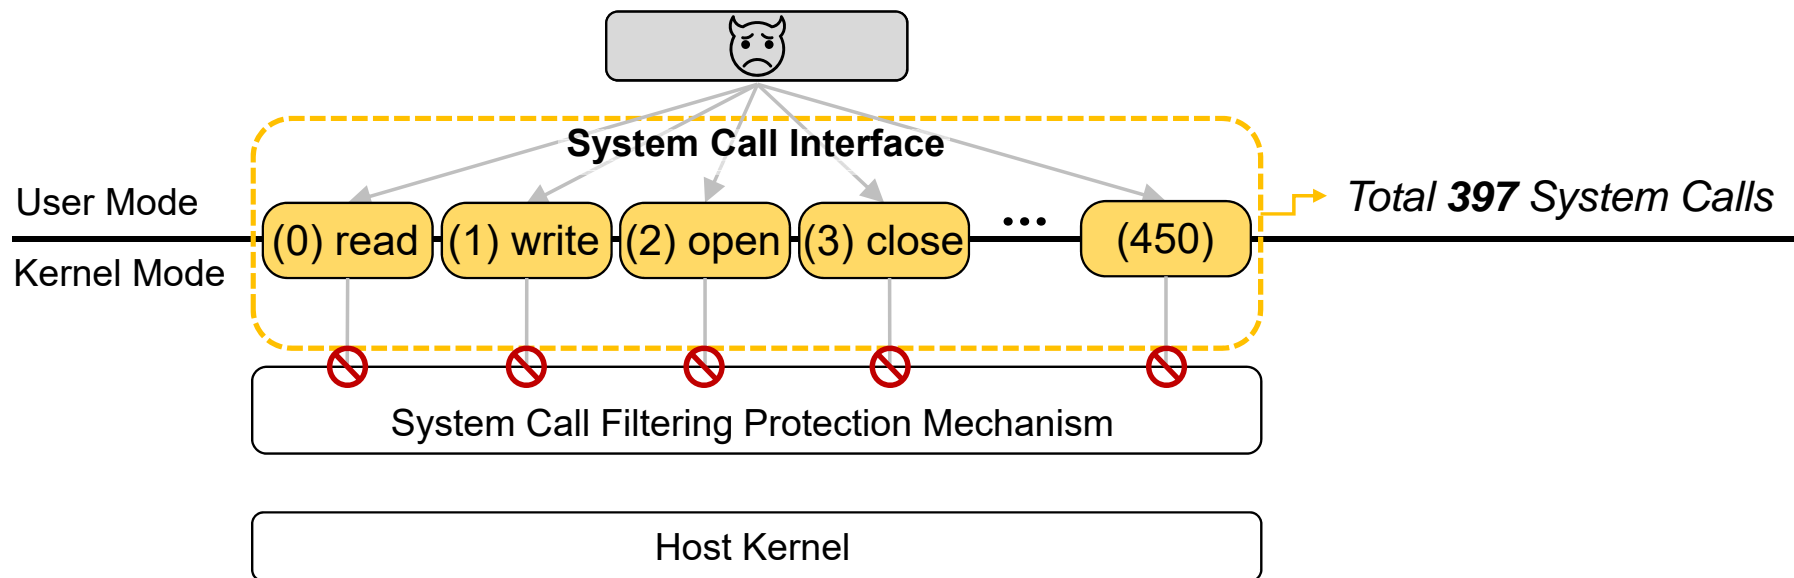 System Call Interface
User Mode
Total 397 System Calls
(0) read
(1) write
(2) open
(3) close
...
(450)
Kernel Mode
System Call Filtering Protection Mechanism
Host Kernel